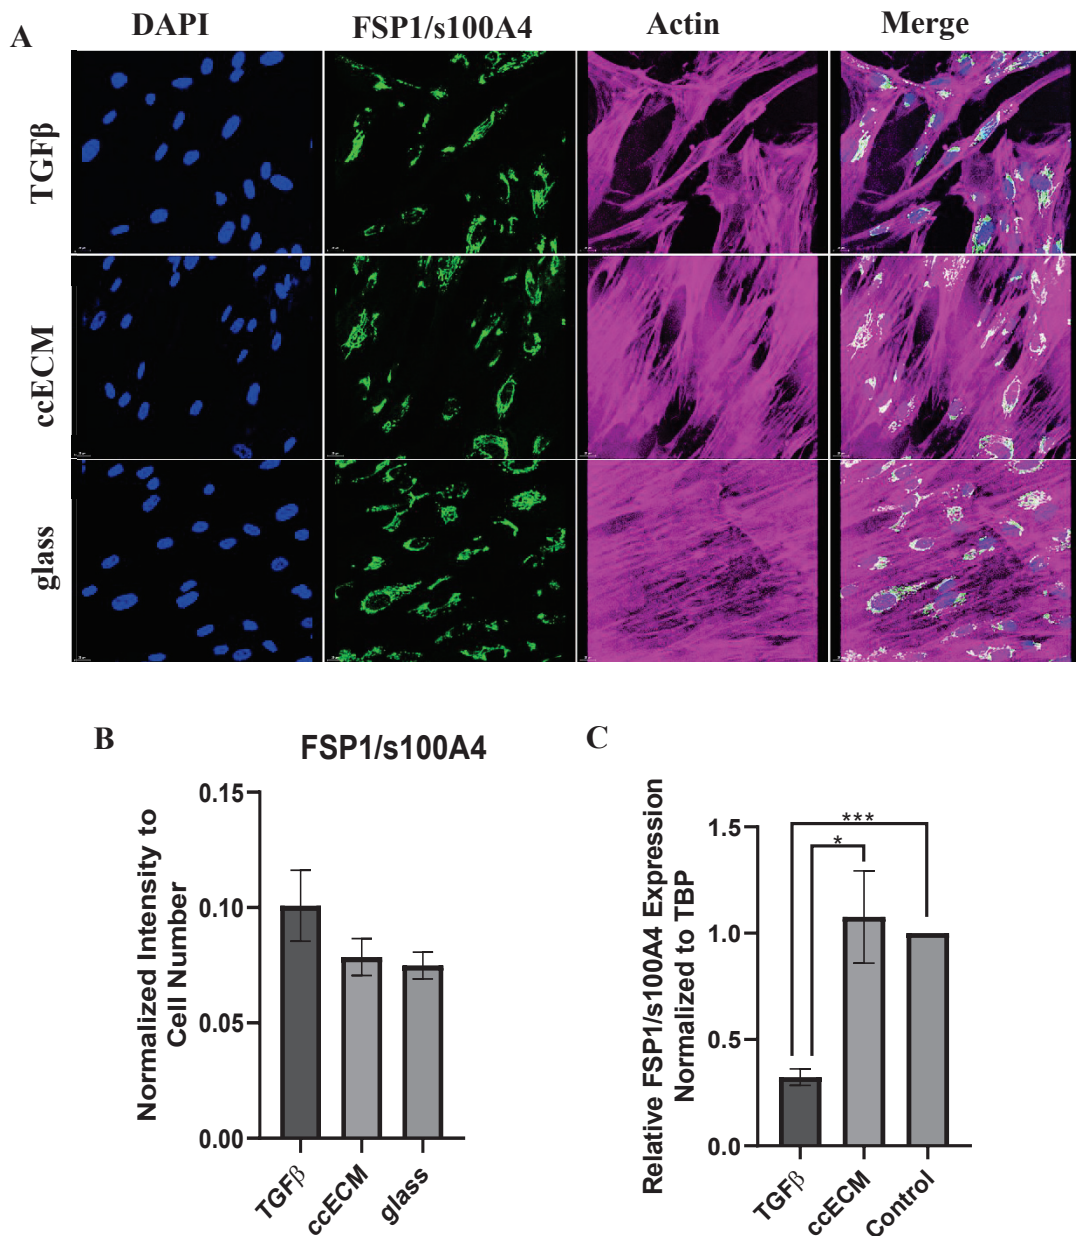 A
DAPI FSP1/s100A4 Actin Merge
TGFβ
ccECM
glass
B
FSP1/s100A4
Normalized Intensity to
Cell Number
0.15
0.10
0.05
0.00
TGFβ ccECM glass
C
Relative FSP1/s100A4 Expression
Normalized to TBP
1.5
1.0
0.5
0.0
***
*
TGFβ ccECM Control